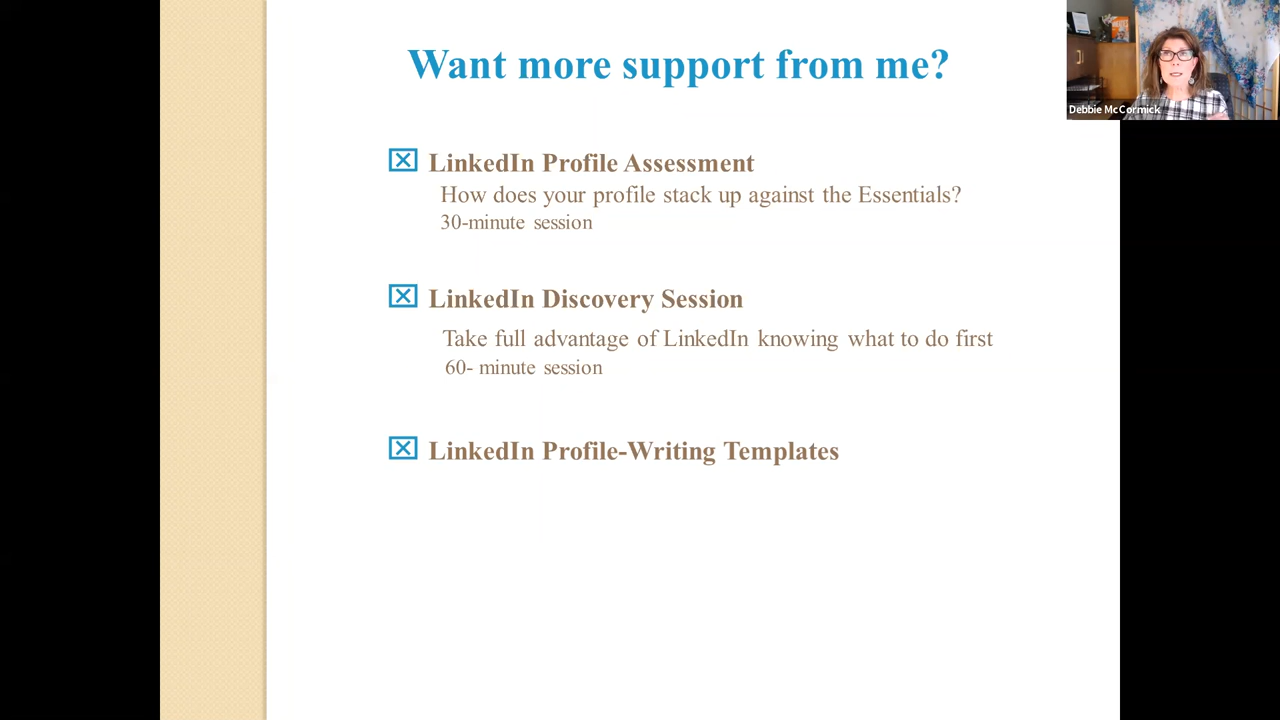 Want more support from me?
Debbie McCormick
LinkedIn Profile Assessment
How does your profile stack up against the Essentials?
30-minute session
LinkedIn Discovery Session
Take full advantage of LinkedIn knowing what to do first
60- minute session
LinkedIn Profile-Writing Templates